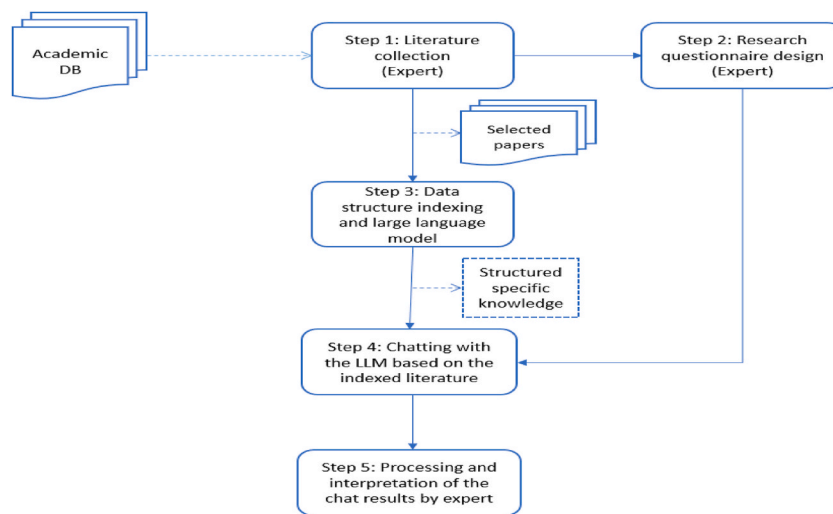 Academic
DB
Step 1: Literature
collection
(Expert)
Step 2: Research
questionnaire design
(Expert)
Selected
papers
Step 3: Data
structure indexing
and large language
model
Structured
specific
knowledge
Step 4: Chatting with
the LLM based on the
indexed literature
Step 5: Processing and
interpretation of the
chat results by expert